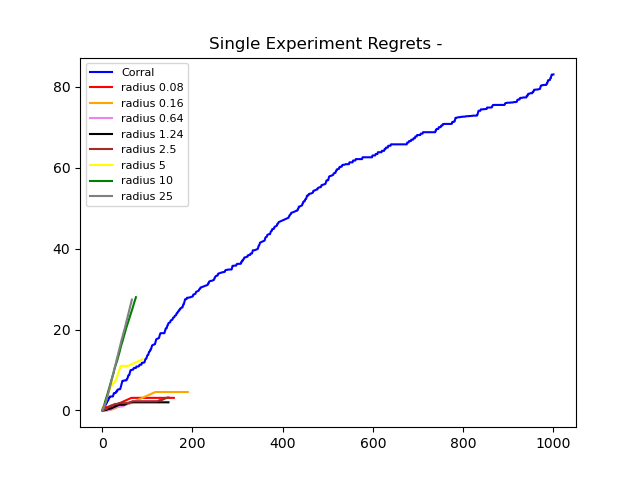 Single Experiment Regrets -
Corral
radius 0.08
radius 0.16
radius 0.64
radius 1.24
radius 2.5
radius 5
radius 10
radius 25
80
60
40
20
0
0 200 400 600 800 1000